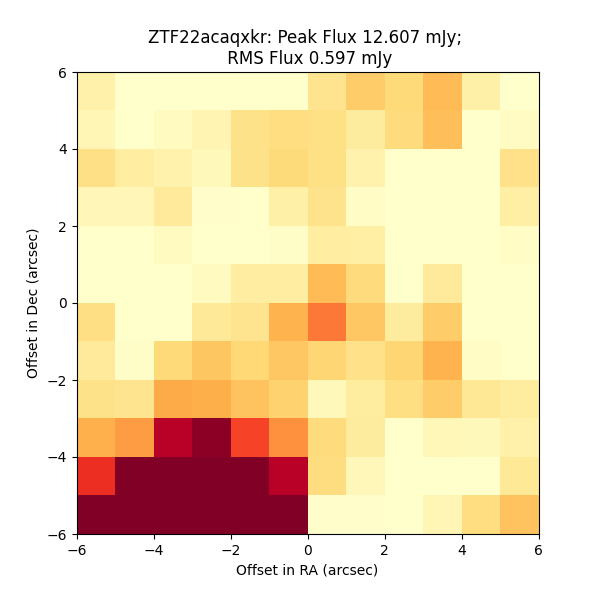 ZTF22acaqxkr: Peak Flux 12.607 mJy;
RMS Flux 0.597 mJy
6
4
2
0
−2
−4
−6
Offset in Dec (arcsec)
−6 −4 −2 0 2 4 6
Offset in RA (arcsec)